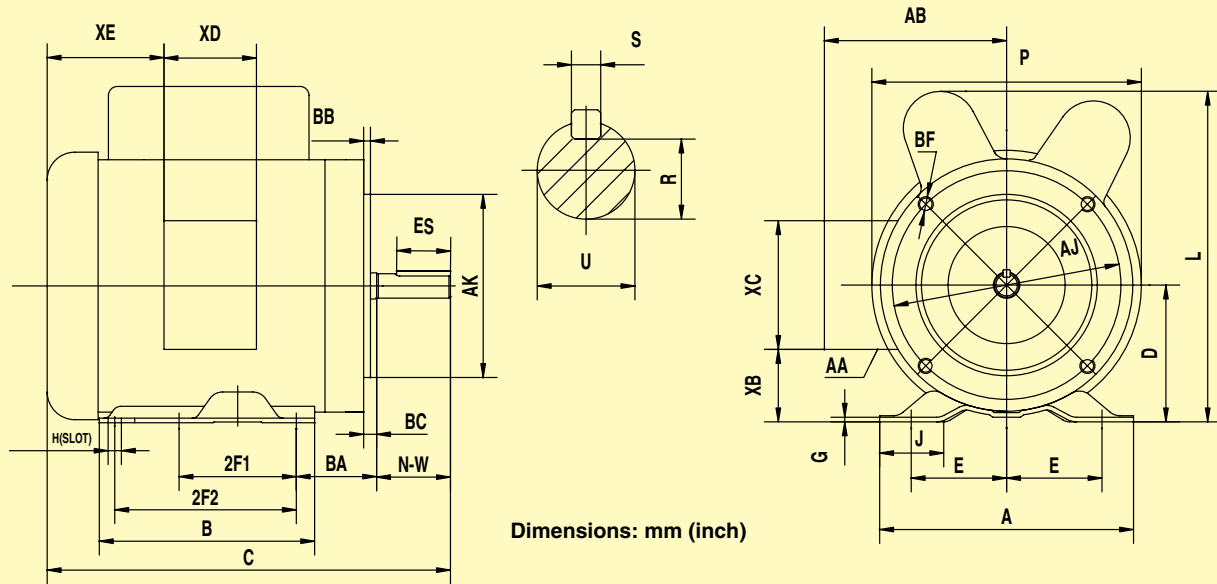 XE
XD
S
AB
P
BB
BF
R
ES
U
AK
AJ
L
XC
D
AA
XB
BC
H(SLOT)
2F1
BA
N-W
G
J
E
E
2F2
B
A
C
Dimensions: mm (inch)